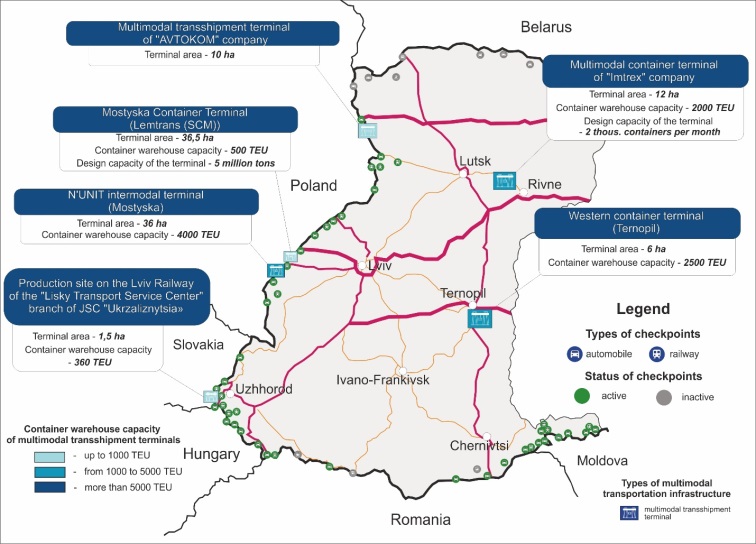 Belarus
Multimodal transshipment terminal
of "AVTOKOM" company
Terminal area - 10 ha
Multimodal container terminal
of "Imtrex" company
Terminal area - 12 ha
Container warehouse capacity - 2000 TEU
Design capacity of the terminal
- 2 thous. containers per month
Mostyska Container Terminal
(Lemtrans (SCM))
Terminal area - 36,5 ha
Container warehouse capacity - 500 TEU
Design capacity of the terminal - 5 million tons
Lutsk
Rivne
Poland
N'UNIT intermodal terminal
(Mostyska)
Terminal area - 36 ha
Container warehouse capacity - 4000 TEU
Western container terminal
(Ternopil)
Terminal area - 6 ha
Container warehouse capacity - 2500 TEU
Lviv
Production site on the Lviv Railway
of the "Lisky Transport Service Center"
branch of JSC "Ukrzaliznytsia»
Terminal area - 1,5 ha
Container warehouse capacity
- 360 TEU
Ternopil
Slovakia
Uzhhorod
Ivano-Frankivsk
Legend
Types of checkpoints
automobile
railway
Status of checkpoints
active
inactive
Container warehouse capacity
of multimodal transshipment terminals
- up to 1000 TEU
- from 1000 to 5000 TEU
- more than 5000 TEU
Hungary
Chernivtsi
Moldova
Romania
Types of multimodal
transportation infrastructure
multimodal transshipment
terminal